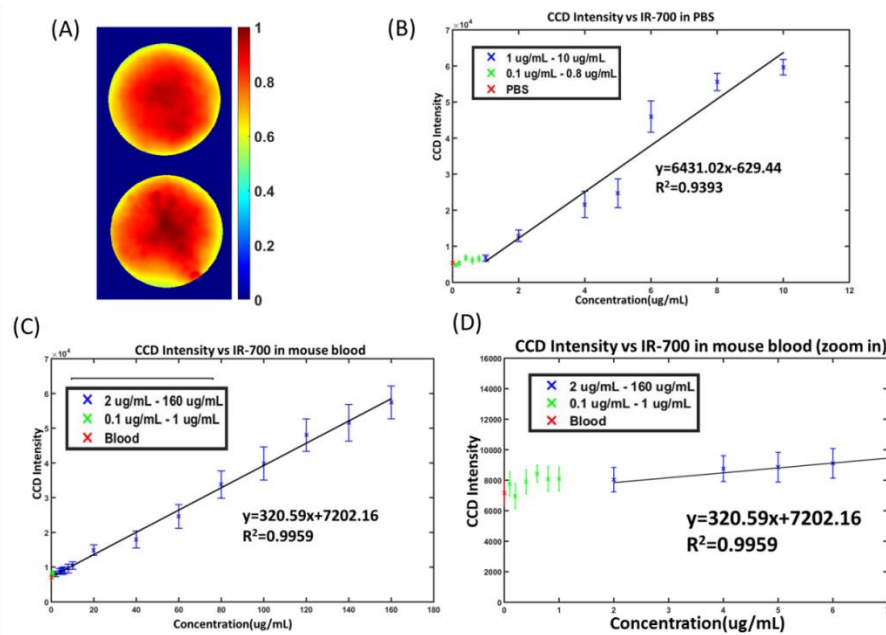 (A)
1
0.8
0.6
0.4
0.2
0
(B)
CCD Intensity vs IR-700 in PBS
×10^4
7
6
5
4
3
2
1
0
CCD Intensity
1 ug/mL - 10 ug/mL
0.1 ug/mL - 0.8 ug/mL
PBS
y=6431.02x-629.44
R²=0.9393
0 2 4 6 8 10 12
Concentration(ug/mL)
(C)
CCD Intensity vs IR-700 in mouse blood
×10^4
7
6
5
4
3
2
1
0
CCD Intensity
2 ug/mL - 160 ug/mL
0.1 ug/mL - 1 ug/mL
Blood
y=320.59x+7202.16
R²=0.9959
0 20 40 60 80 100 120 140 160 180
Concentration(ug/mL)
(D)
CCD Intensity vs IR-700 in mouse blood (zoom in)
16000
14000
12000
10000
8000
6000
4000
2000
0
CCD Intensity
2 ug/mL - 160 ug/mL
0.1 ug/mL - 1 ug/mL
Blood
y=320.59x+7202.16
R²=0.9959
0 1 2 3 4 5 6
Concentration(ug/mL)